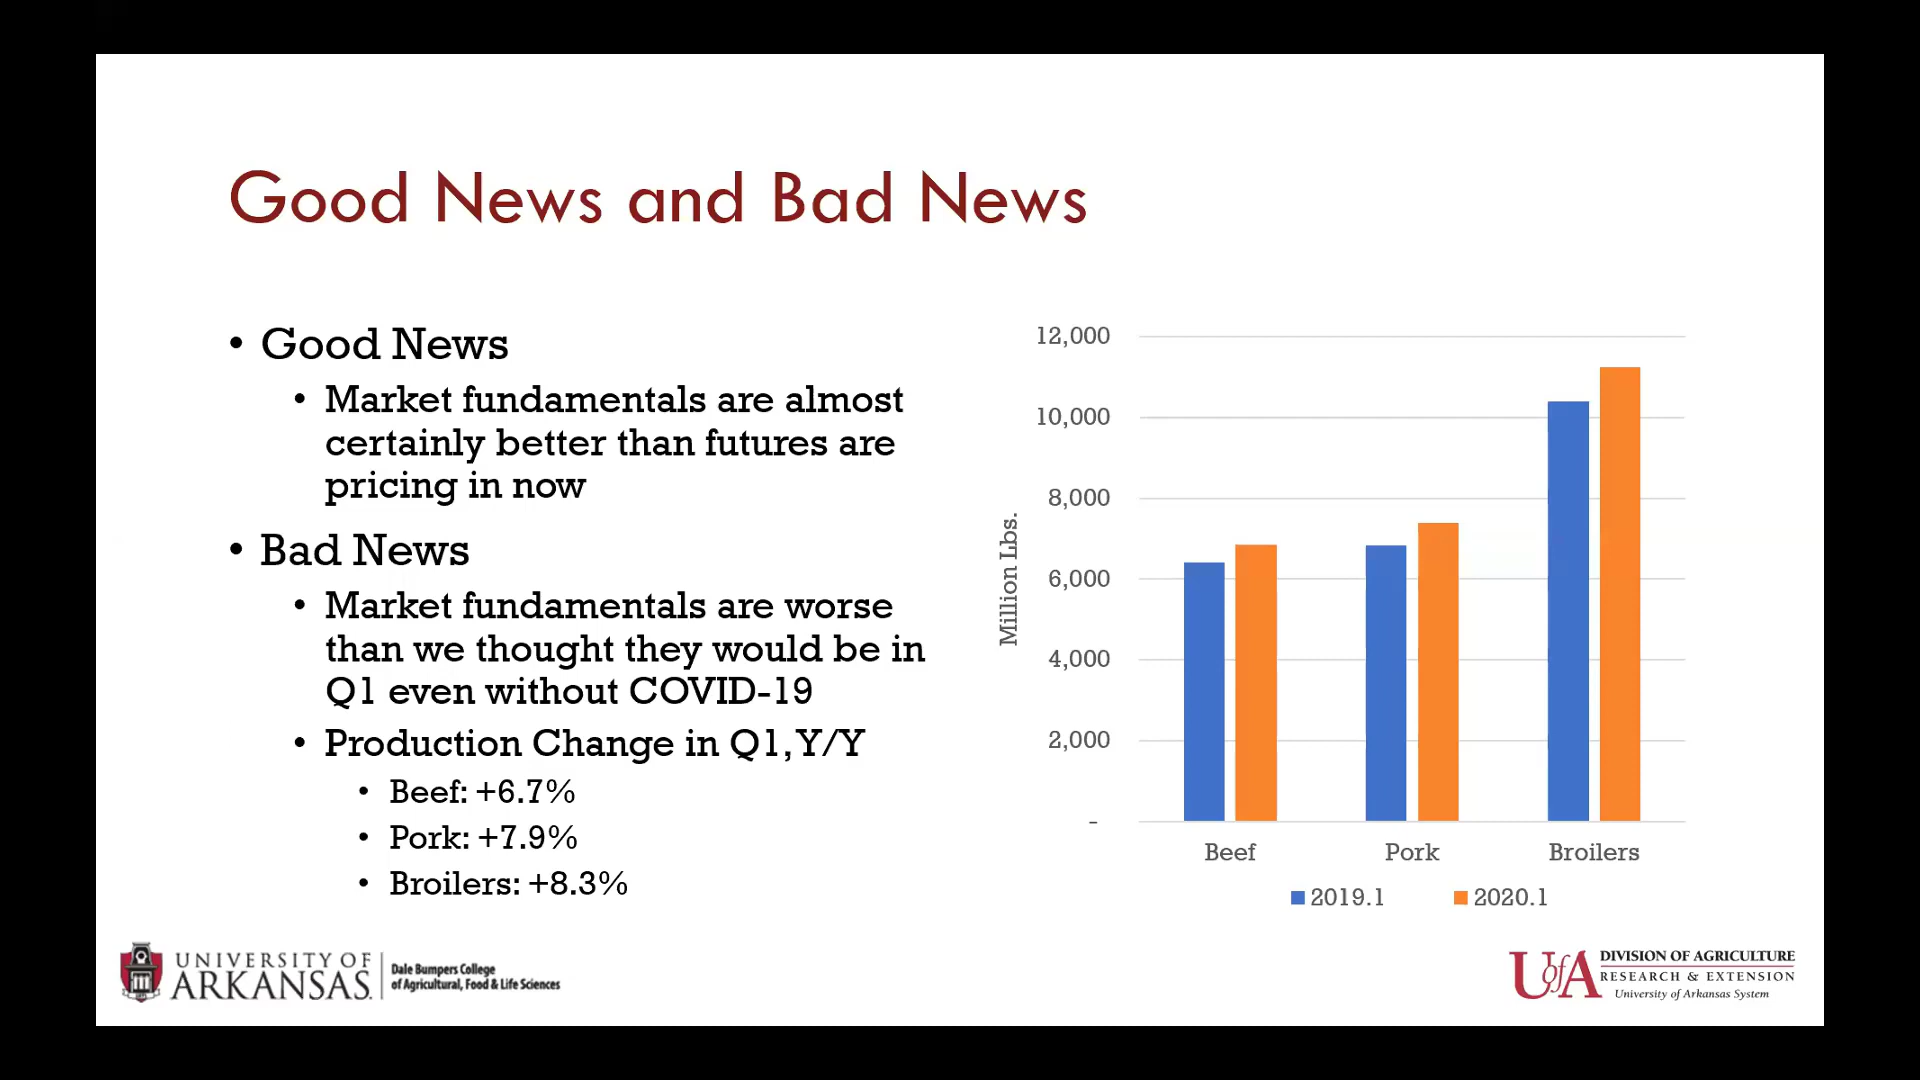 Good News and Bad News
• Good News
• Market fundamentals are almost
certainly better than futures are
pricing in now
• Bad News
• Market fundamentals are worse
than we thought they would be in
Q1 even without COVID-19
• Production Change in Q1, Y/Y
• Beef: +6.7%
• Pork: +7.9%
• Broilers: +8.3%
12,000
10,000
8,000
6,000
4,000
2,000
-
Million Lbs.
Beef Pork Broilers
2019.1 2020.1
UNIVERSITY OF
ARKANSAS
Dale Bumpers College
of Agricultural, Food & Life Sciences
UofA
DIVISION OF AGRICULTURE
RESEARCH & EXTENSION
University of Arkansas System